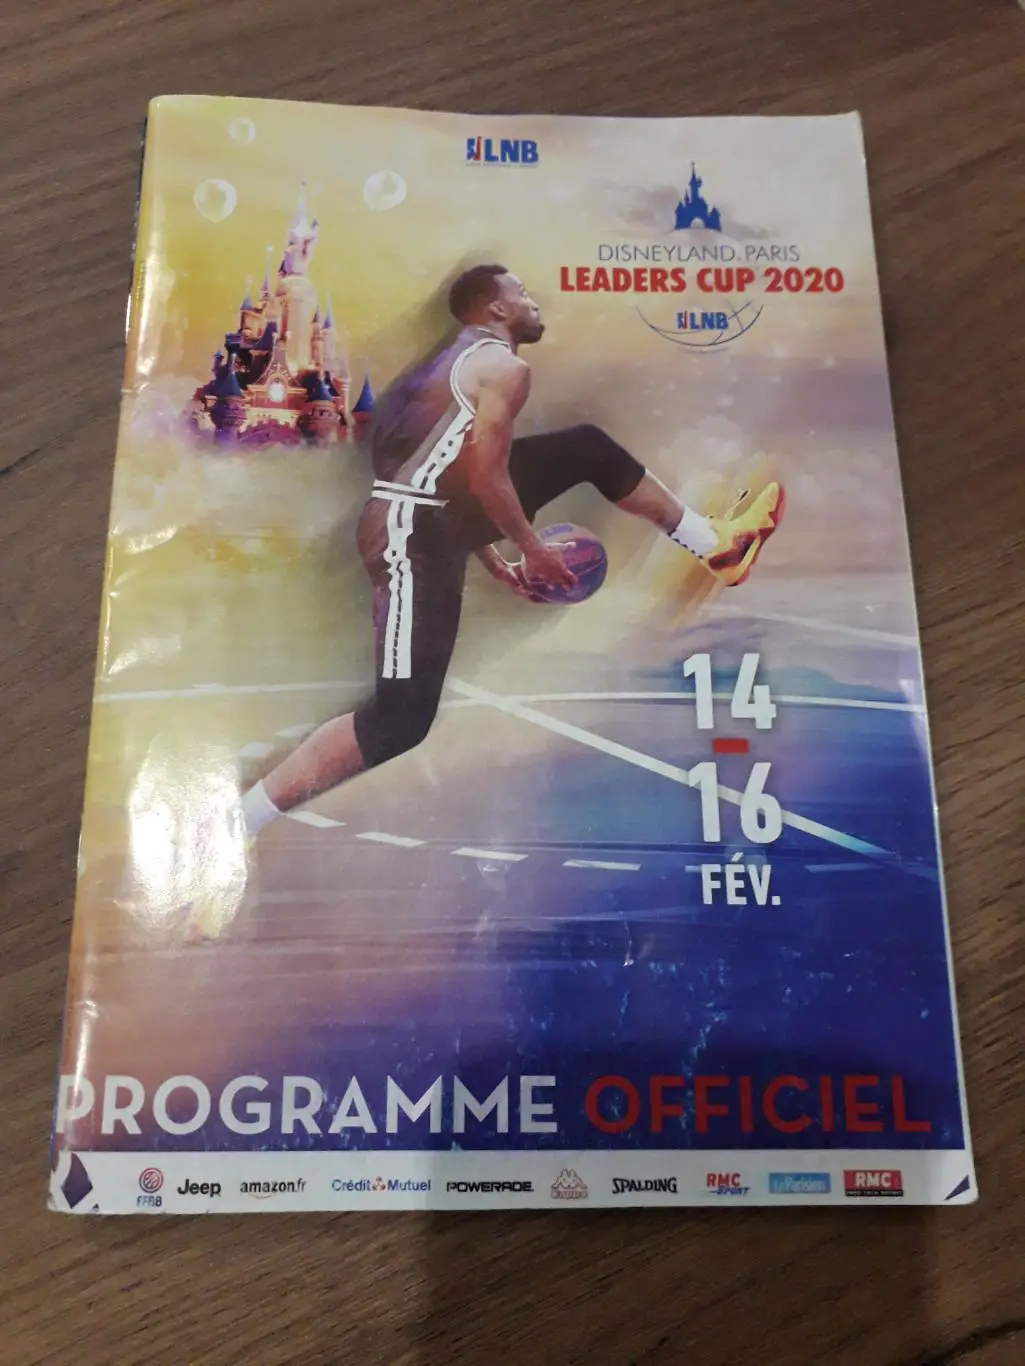 LNB
DISNEYLAND PARIS
LEADERS CUP 2020
LNB
14
16
FÉV.
PROGRAMME OFFICIEL
FFBB Jeep amazon.fr Crédit Mutuel POWERADE Kappa SPALDING RMC SPORT Le Parisien RMC